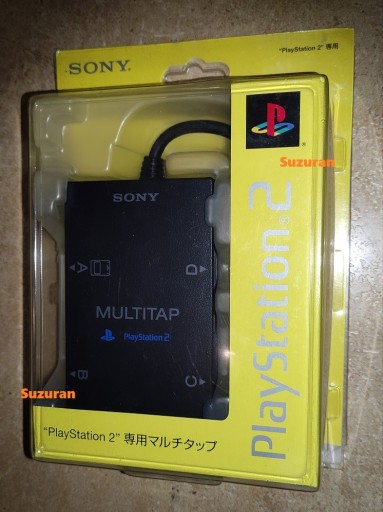 SONY.
"PlayStation 2" 専用
Suzuran
SONY
A
D
MULTITAP
PlayStation 2
B
C
Suzuran
PlayStation®2
"PlayStation 2" 専用マルチタップ